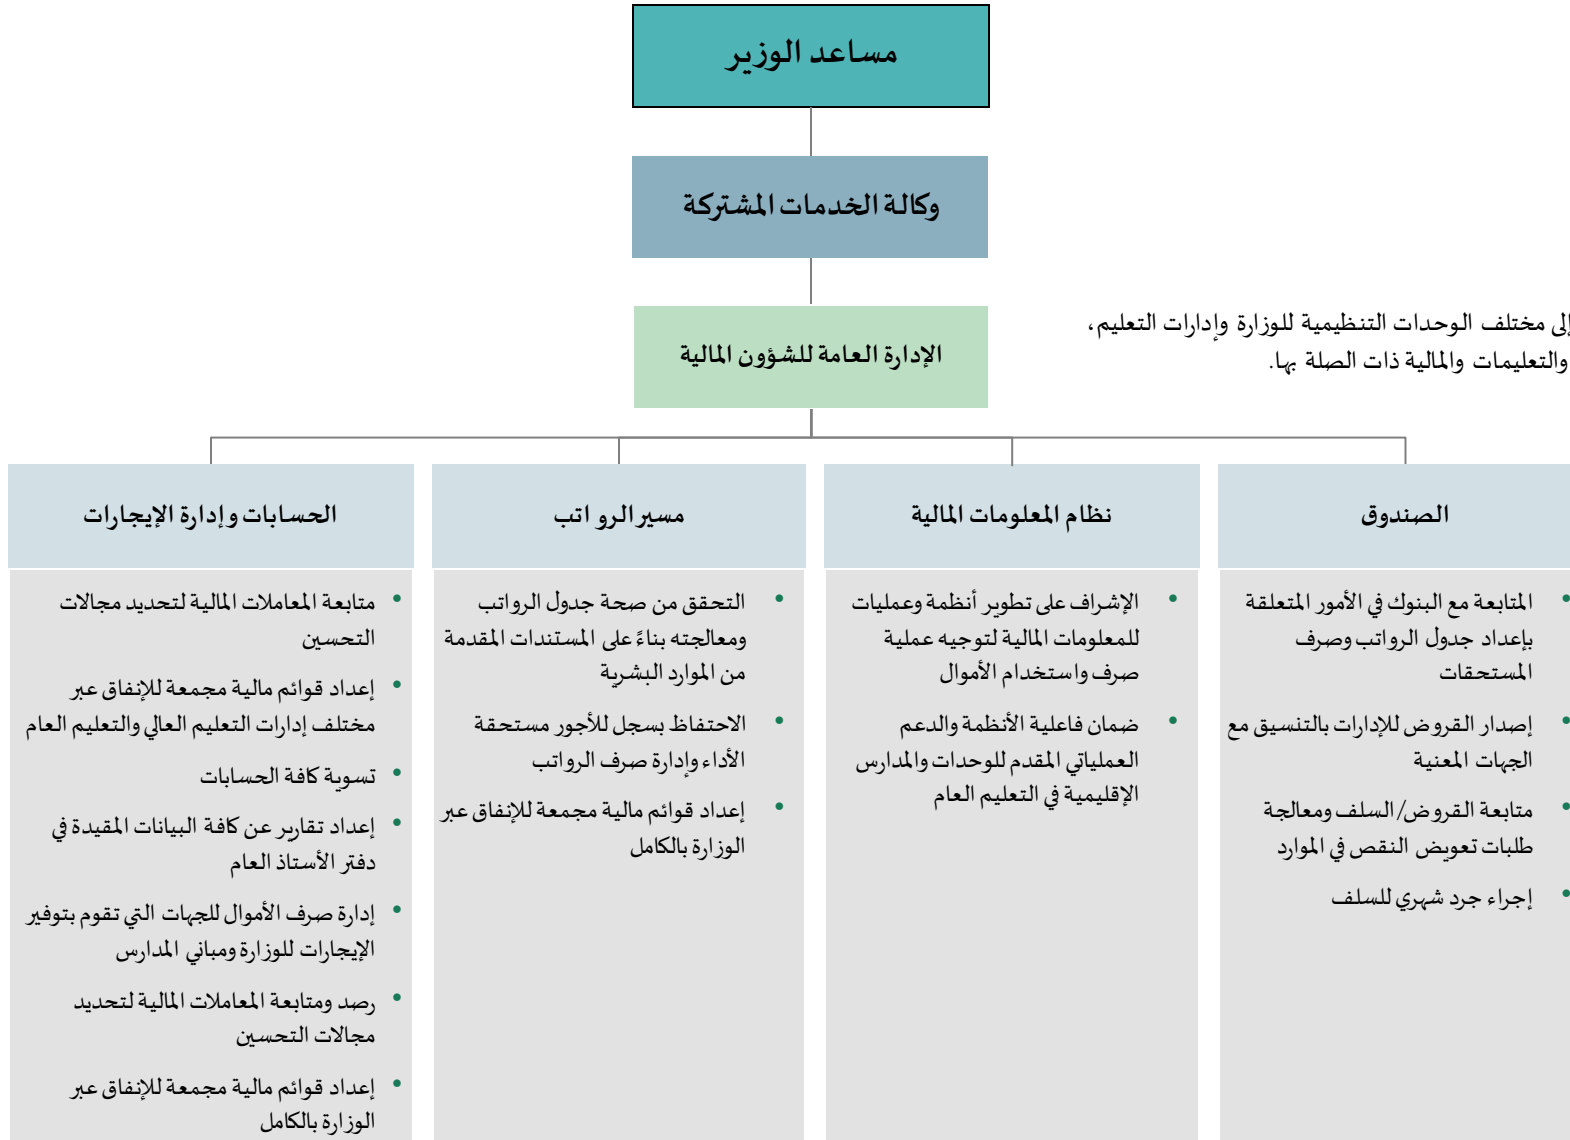 مساعد الوزير
وكالة الخدمات المشتركة
الإدارة العامة للشؤون المالية
إلى مختلف الوحدات التنظيمية للوزارة وإدارات التعليم،
والتعليمات والمالية ذات الصلة بها.
الصندوق
• المتابعة مع البنوك في الأمور المتعلقة
بإعداد جدول الرواتب وصرف
المستحقات
• إصدار القروض للإدارات بالتنسيق مع
الجهات المعنية
• متابعة القروض/السلف ومعالجة
طلبات تعويض النقص في الموارد
• إجراء جرد شهري للسلف
نظام المعلومات المالية
• الإشراف على تطوير أنظمة وعمليات
للمعلومات المالية لتوجيه عملية
صرف واستخدام الأموال
• ضمان فاعلية الأنظمة والدعم
العملياتي المقدم للوحدات والمدارس
الإقليمية في التعليم العام
مسير الرواتب
• التحقق من صحة جدول الرواتب
ومعالجته بناءً على المستندات المقدمة
من الموارد البشرية
• الاحتفاظ بسجل للأجور مستحقة
الأداء وإدارة صرف الرواتب
• إعداد قوائم مالية مجمعة للإنفاق عبر
الوزارة بالكامل
الحسابات وإدارة الإيجارات
• متابعة المعاملات المالية لتحديد مجالات
التحسين
• إعداد قوائم مالية مجمعة للإنفاق عبر
مختلف إدارات التعليم العالي والتعليم العام
• تسوية كافة الحسابات
• إعداد تقارير عن كافة البيانات المقيدة في
دفتر الأستاذ العام
• إدارة صرف الأموال للجهات التي تقوم بتوفير
الإيجارات للوزارة ومباني المدارس
• رصد ومتابعة المعاملات المالية لتحديد
مجالات التحسين
• إعداد قوائم مالية مجمعة للإنفاق عبر
الوزارة بالكامل